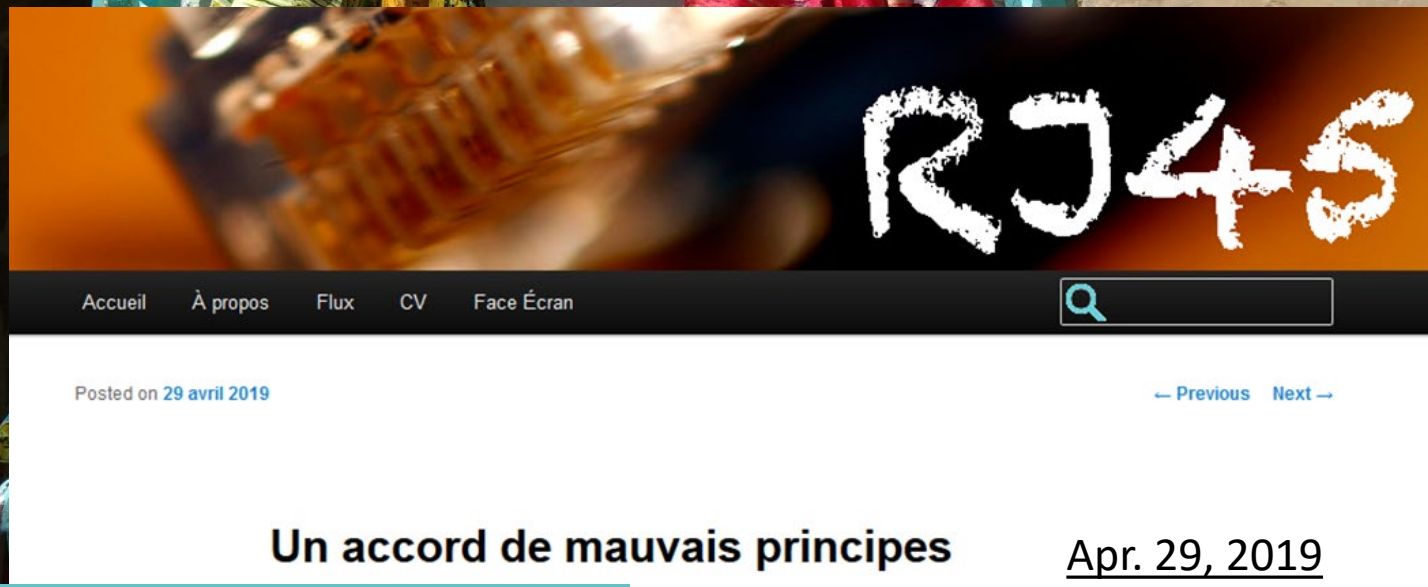 RJ45
Accueil À propos Flux CV Face Écran
Posted on 29 avril 2019 ← Previous Next →
Un accord de mauvais principes Apr. 29, 2019